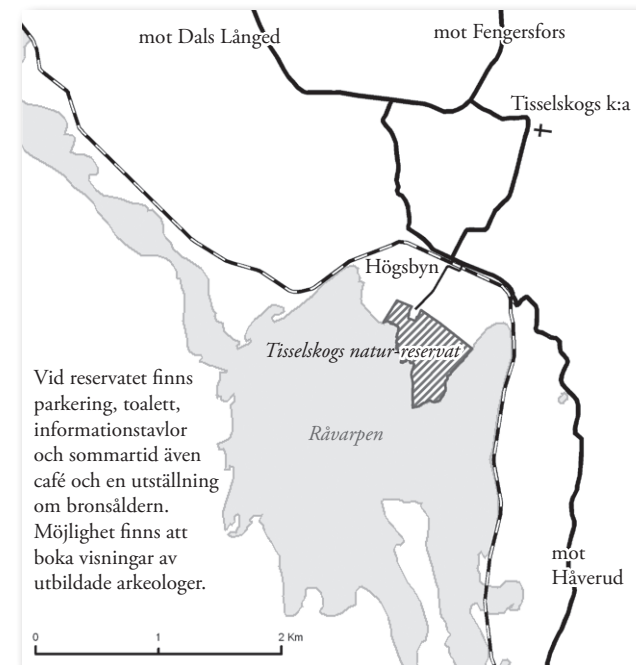 mot Dals Långed
mot Fengersfors
Tisselskogs k:a
Högsbyn
Tisselskogs natur-reservat
Råvarpen
Vid reservatet finns
parkering, toalett,
informationstavlor
och sommartid även
café och en utställning
om bronsåldern.
Möjlighet finns att
boka visningar av
utbildade arkeologer.
mot
Håverud
0 1 2 Km